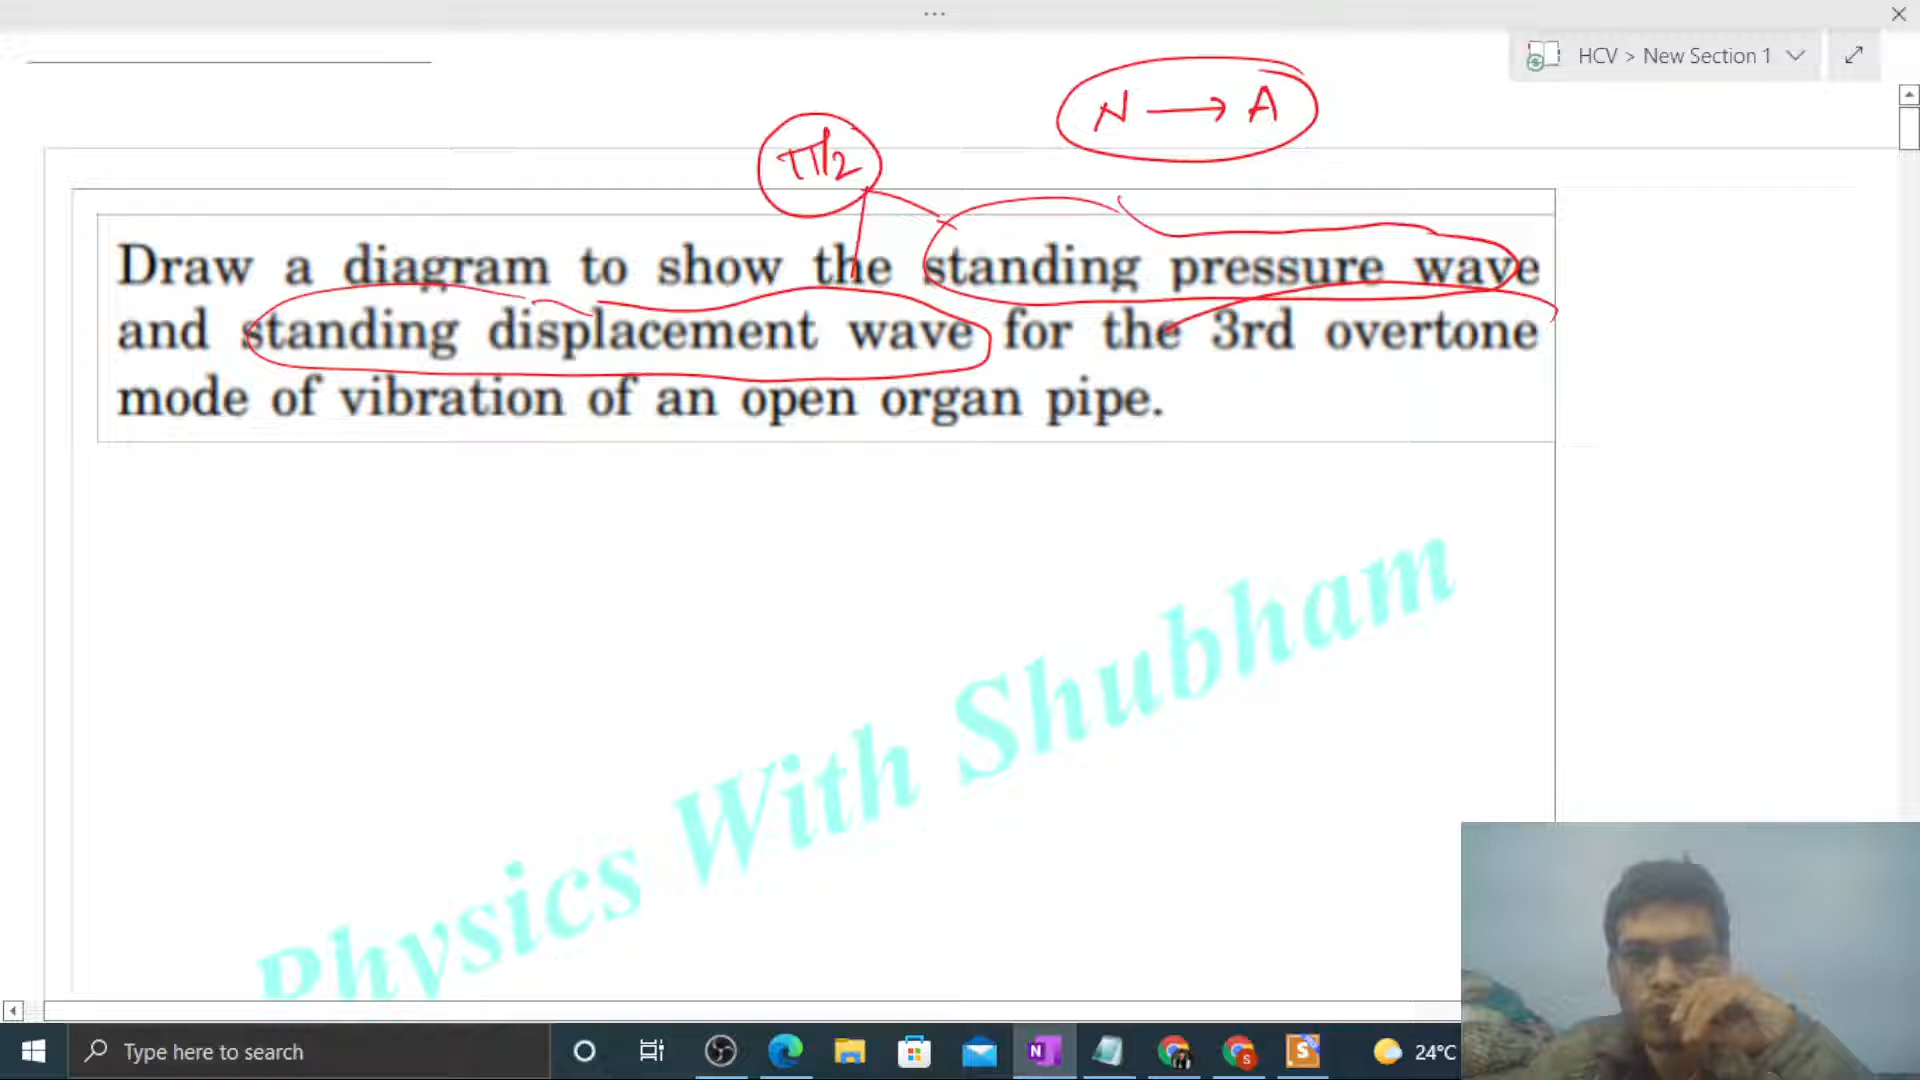 ...
HCV > New Section 1
N → A
π/2
Draw a diagram to show the standing pressure wave
and standing displacement wave for the 3rd overtone
mode of vibration of an open organ pipe.
Physics With Shubham
Type here to search
24°C